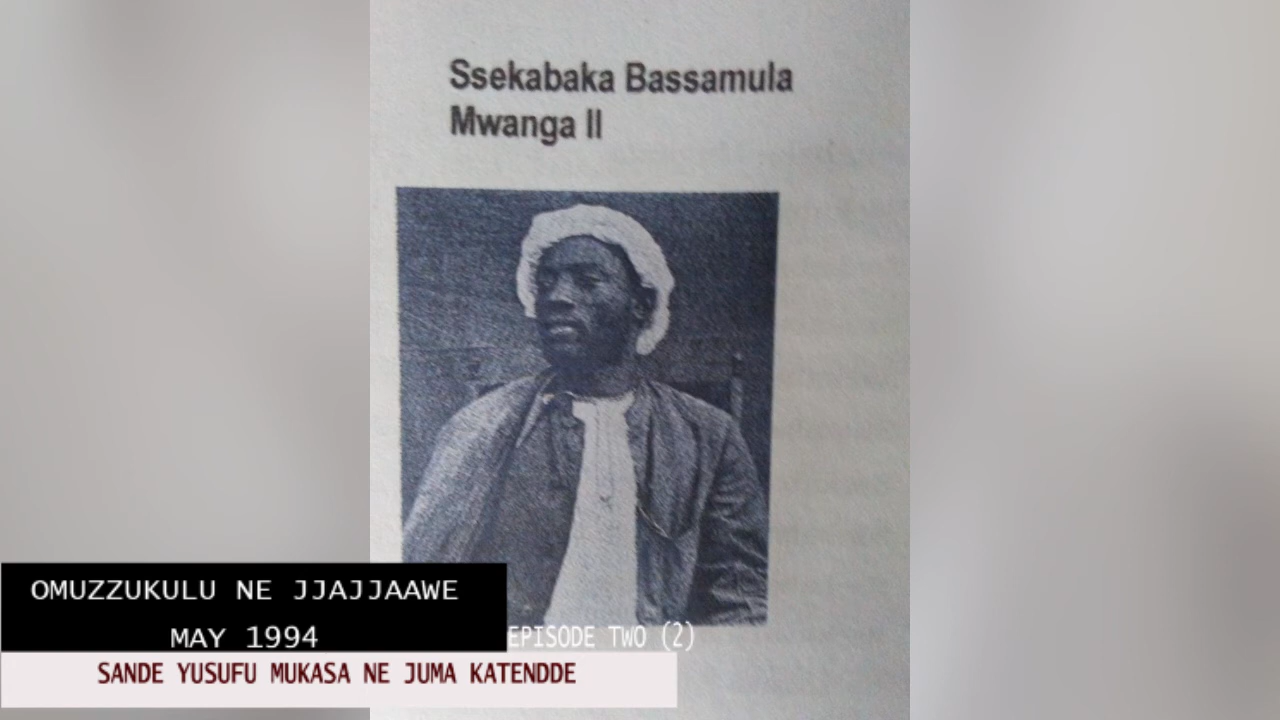 Ssekabaka Bassamula
Mwanga II
OMUZZUKULU NE JJAJJAAWE
MAY 1994
EPISODE TWO (2)
SANDE YUSUFU MUKASA NE JUMA KATENDDE